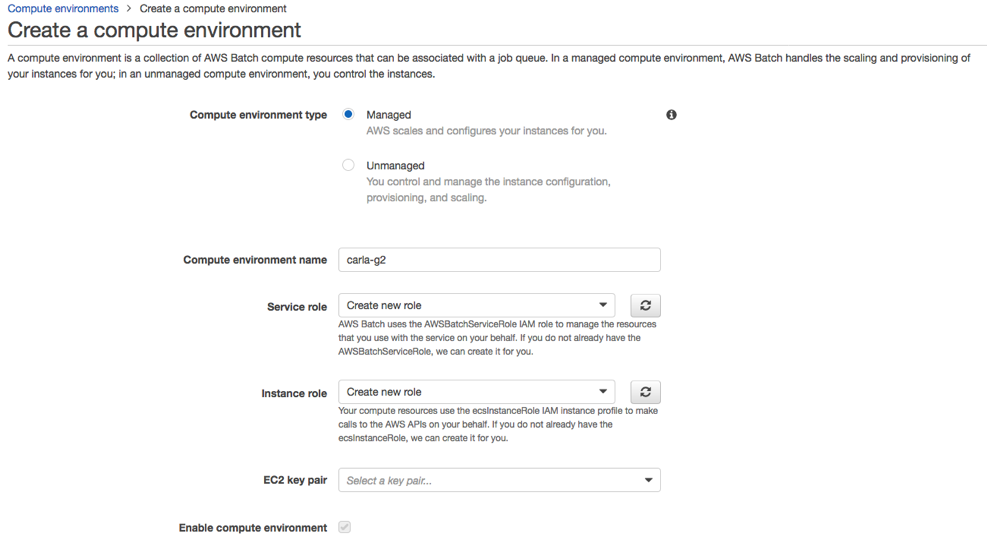 Compute environments > Create a compute environment
Create a compute environment
A compute environment is a collection of AWS Batch compute resources that can be associated with a job queue. In a managed compute environment, AWS Batch handles the scaling and provisioning of
your instances for you; in an unmanaged compute environment, you control the instances.
Compute environment type
Managed
AWS scales and configures your instances for you.
Unmanaged
You control and manage the instance configuration,
provisioning, and scaling.
Compute environment name
carla-g2
Service role
Create new role
AWS Batch uses the AWSBatchServiceRole IAM role to manage the resources
that you use with the service on your behalf. If you do not already have the
AWSBatchServiceRole, we can create it for you.
Instance role
Create new role
Your compute resources use the ecsInstanceRole IAM instance profile to make
calls to the AWS APIs on your behalf. If you do not already have the
ecsInstanceRole, we can create it for you.
EC2 key pair
Select a key pair...
Enable compute environment